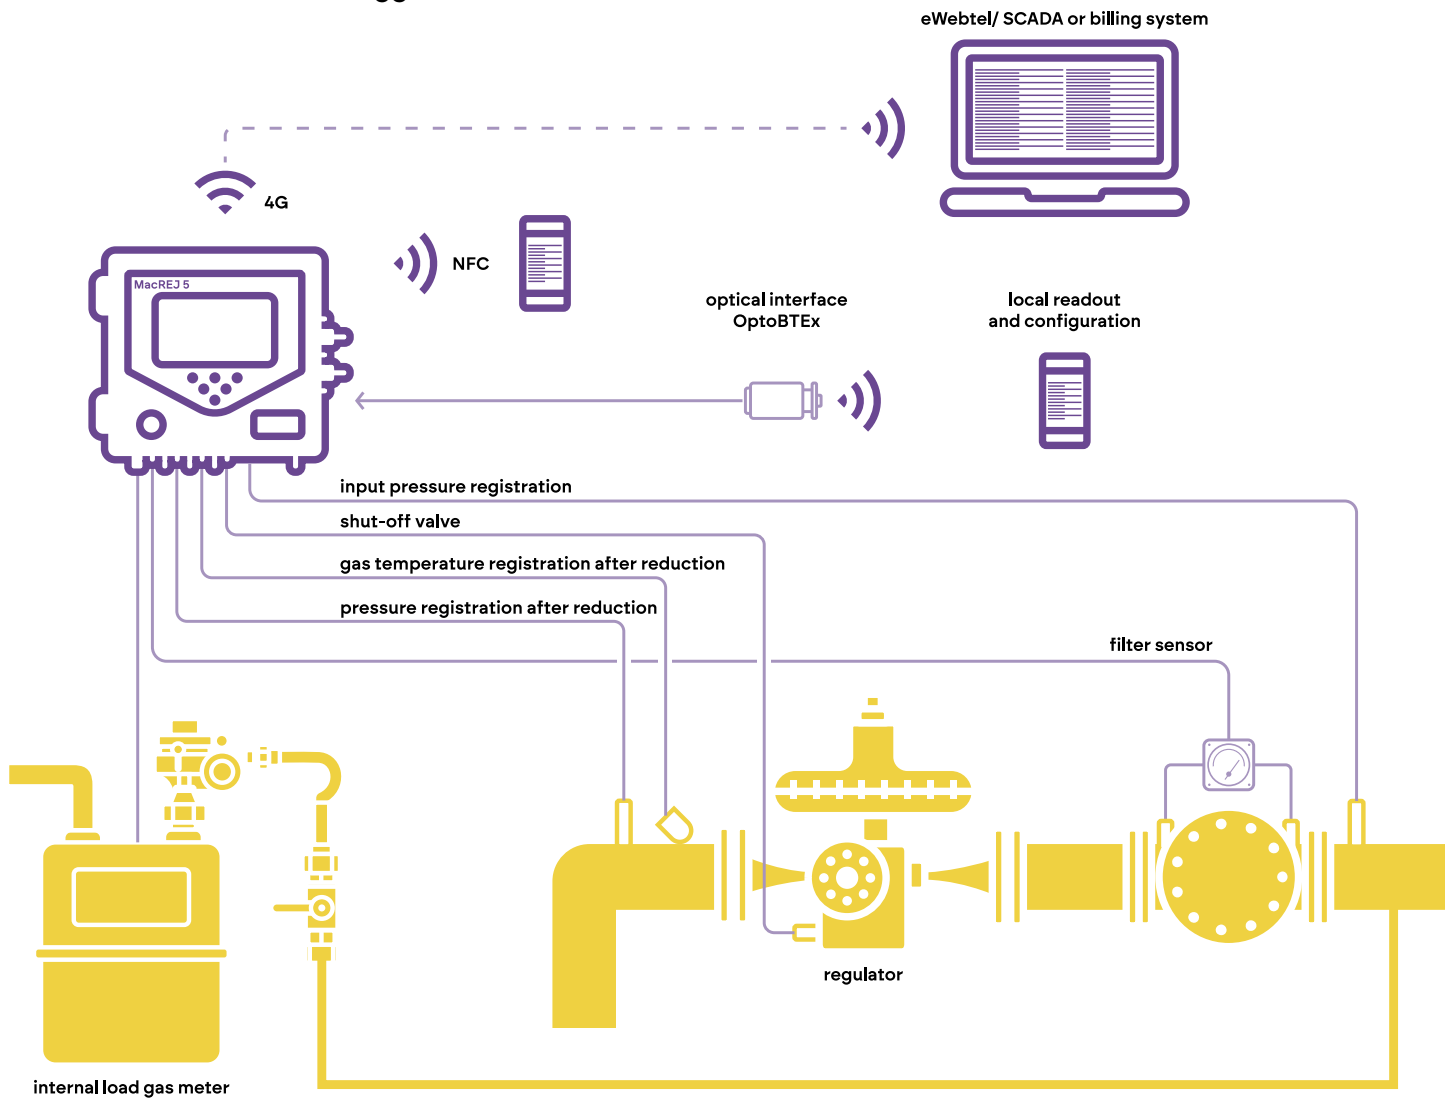 eWebtel/ SCADA or billing system
4G
NFC
MacREJ 5
optical interface
OptoBTEx
local readout
and configuration
input pressure registration
shut-off valve
gas temperature registration after reduction
pressure registration after reduction
filter sensor
regulator
internal load gas meter